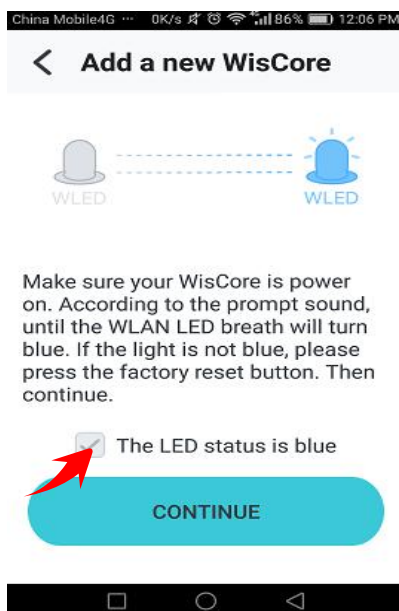 China Mobile4G ··· 0K/s 86% 12:06 PM
Add a new WisCore
WLED
WLED
Make sure your WisCore is power
on. According to the prompt sound,
until the WLAN LED breath will turn
blue. If the light is not blue, please
press the factory reset button. Then
continue.
The LED status is blue
CONTINUE